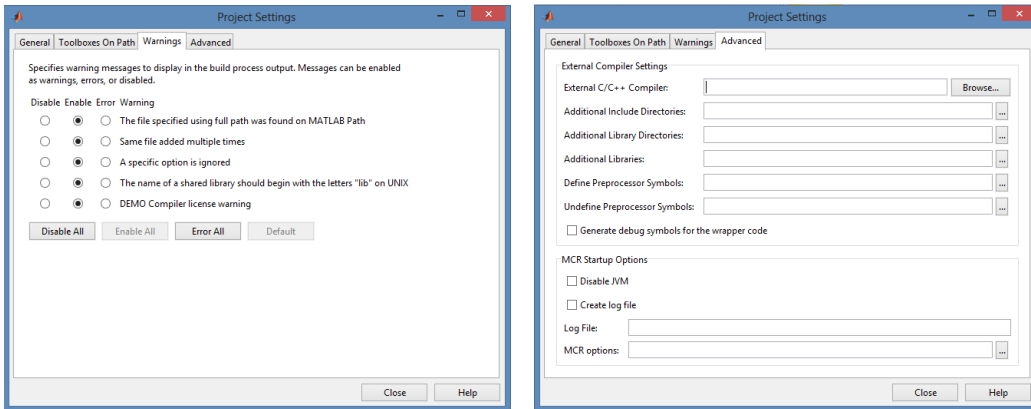 Project Settings
General Toolboxes On Path Warnings Advanced
Specifies warning messages to display in the build process output. Messages can be enabled
as warnings, errors, or disabled.
Disable Enable Error Warning
The file specified using full path was found on MATLAB Path
Same file added multiple times
A specific option is ignored
The name of a shared library should begin with the letters "lib" on UNIX
DEMO Compiler license warning
Disable All Enable All Error All Default
Close Help
Project Settings
General Toolboxes On Path Warnings Advanced
External Compiler Settings
External C/C++ Compiler: Browse...
Additional Include Directories: ...
Additional Library Directories: ...
Additional Libraries: ...
Define Preprocessor Symbols: ...
Undefine Preprocessor Symbols: ...
Generate debug symbols for the wrapper code
MCR Startup Options
Disable JVM
Create log file
Log File:
MCR options: ...
Close Help